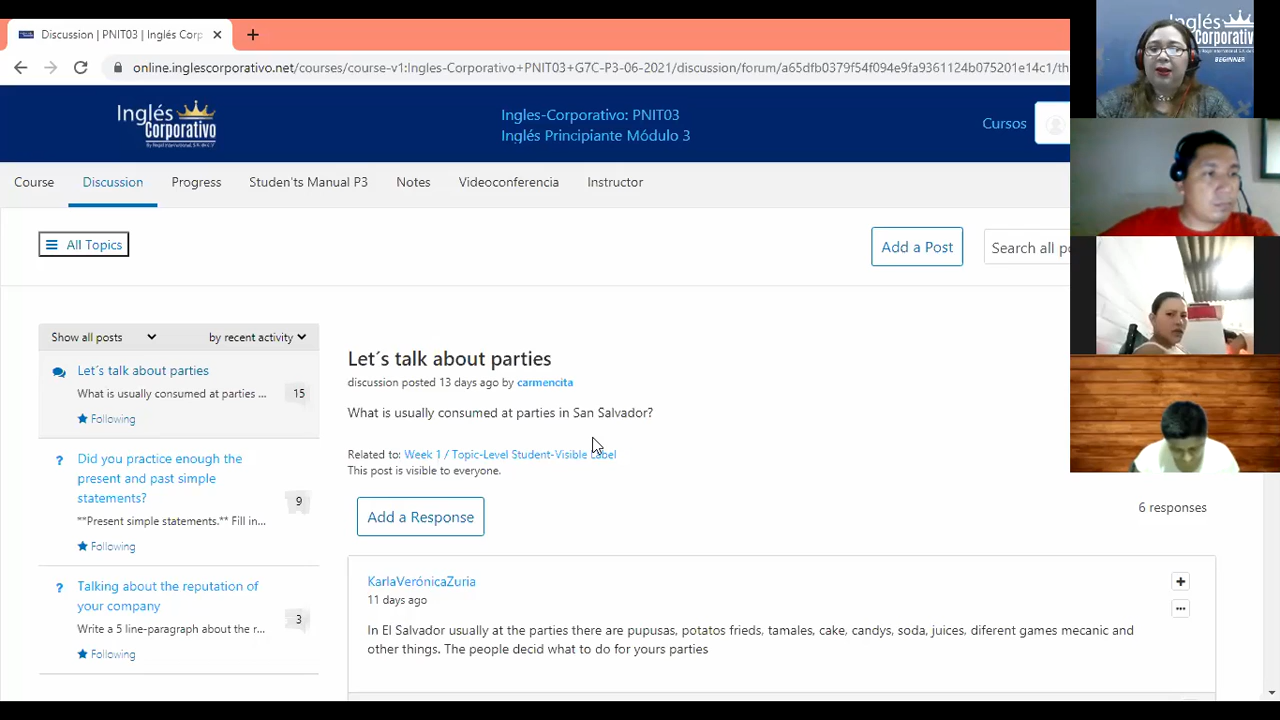 Discussion | PNIT03 | Inglés Corp
online.inglescorporativo.net/courses/course-v1:Ingles-Corporativo+PNIT03+G7C-P3-06-2021/discussion/forum/
Inglés
Corporativo
Ingles-Corporativo: PNIT03
Inglés Principiante Módulo 3
Cursos
Inglés
Corporativo
BEGINNER
Course
Discussion
Progress
Studen'ts Manual P3
Notes
Videoconferencia
Instructor
All Topics
Add a Post
Search all po
Show all posts
by recent activity
Let´s talk about parties
What is usually consumed at parties ...
15
Following
Did you practice enough the
present and past simple
statements?
9
**Present simple statements.** Fill in...
Following
Talking about the reputation of
your company
3
Write a 5 line-paragraph about the r...
Following
Let´s talk about parties
discussion posted 13 days ago by carmencita
What is usually consumed at parties in San Salvador?
Related to: Week 1 / Topic-Level Student-Visible Label
This post is visible to everyone.
Add a Response
6 responses
KarlaVerónicaZuria
11 days ago
In El Salvador usually at the parties there are pupusas, potatos frieds, tamales, cake, candys, soda, juices, diferent games mecanic and
other things. The people decid what to do for yours parties